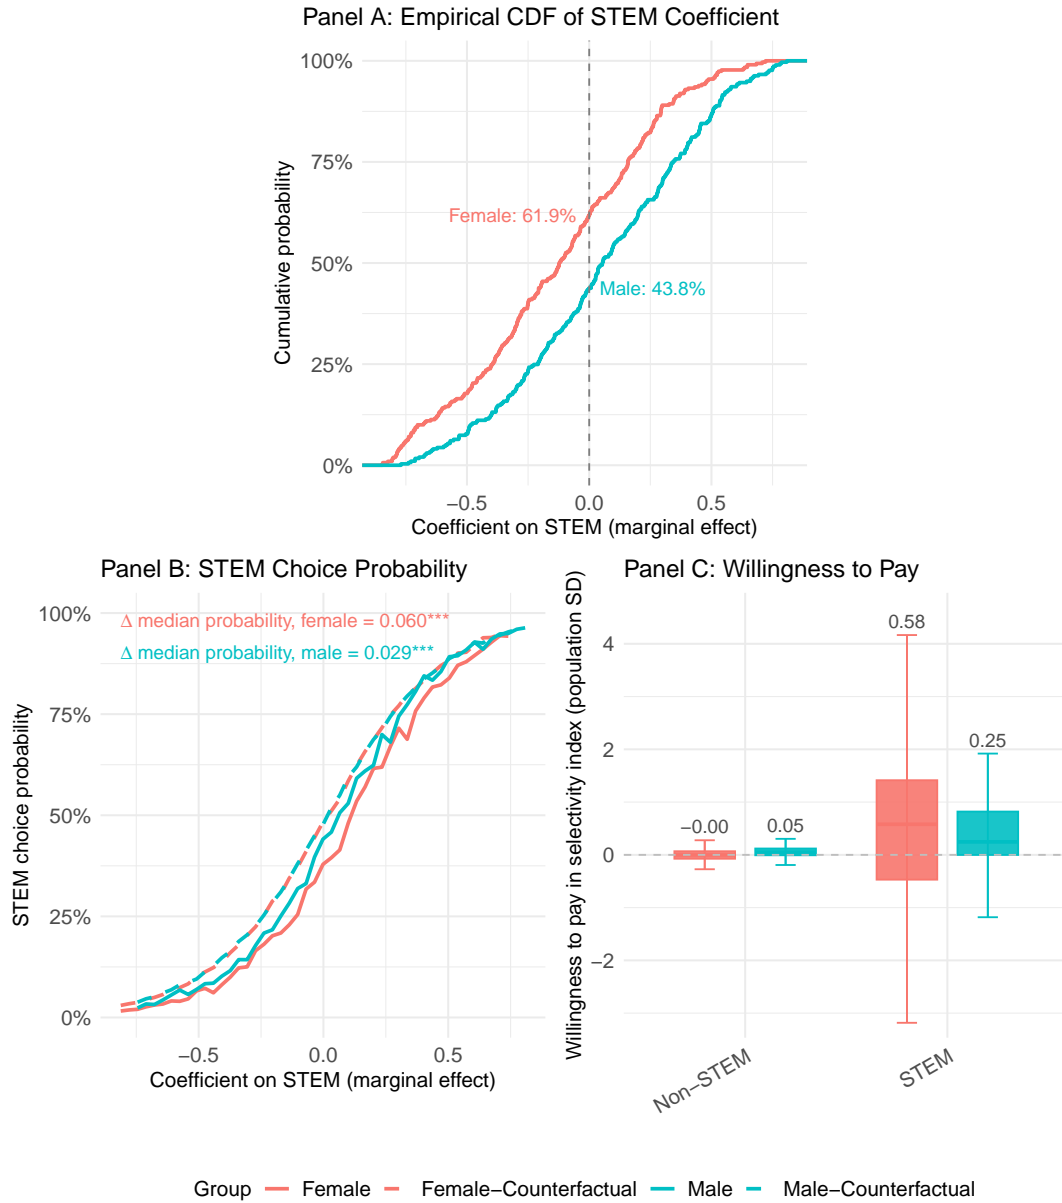 Panel A: Empirical CDF of STEM Coefficient
Cumulative probability
100%
75%
50%
25%
0%
Female: 61.9%
Male: 43.8%
−0.5
0.0
0.5
Coefficient on STEM (marginal effect)
Panel B: STEM Choice Probability
STEM choice probability
100%
75%
50%
25%
0%
Δ median probability, female = 0.060***
Δ median probability, male = 0.029***
−0.5
0.0
0.5
Coefficient on STEM (marginal effect)
Panel C: Willingness to Pay
Willingness to pay in selectivity index (population SD)
4
2
0
−2
−0.00
0.05
0.58
0.25
Non−STEM
STEM
Group
Female
Female−Counterfactual
Male
Male−Counterfactual